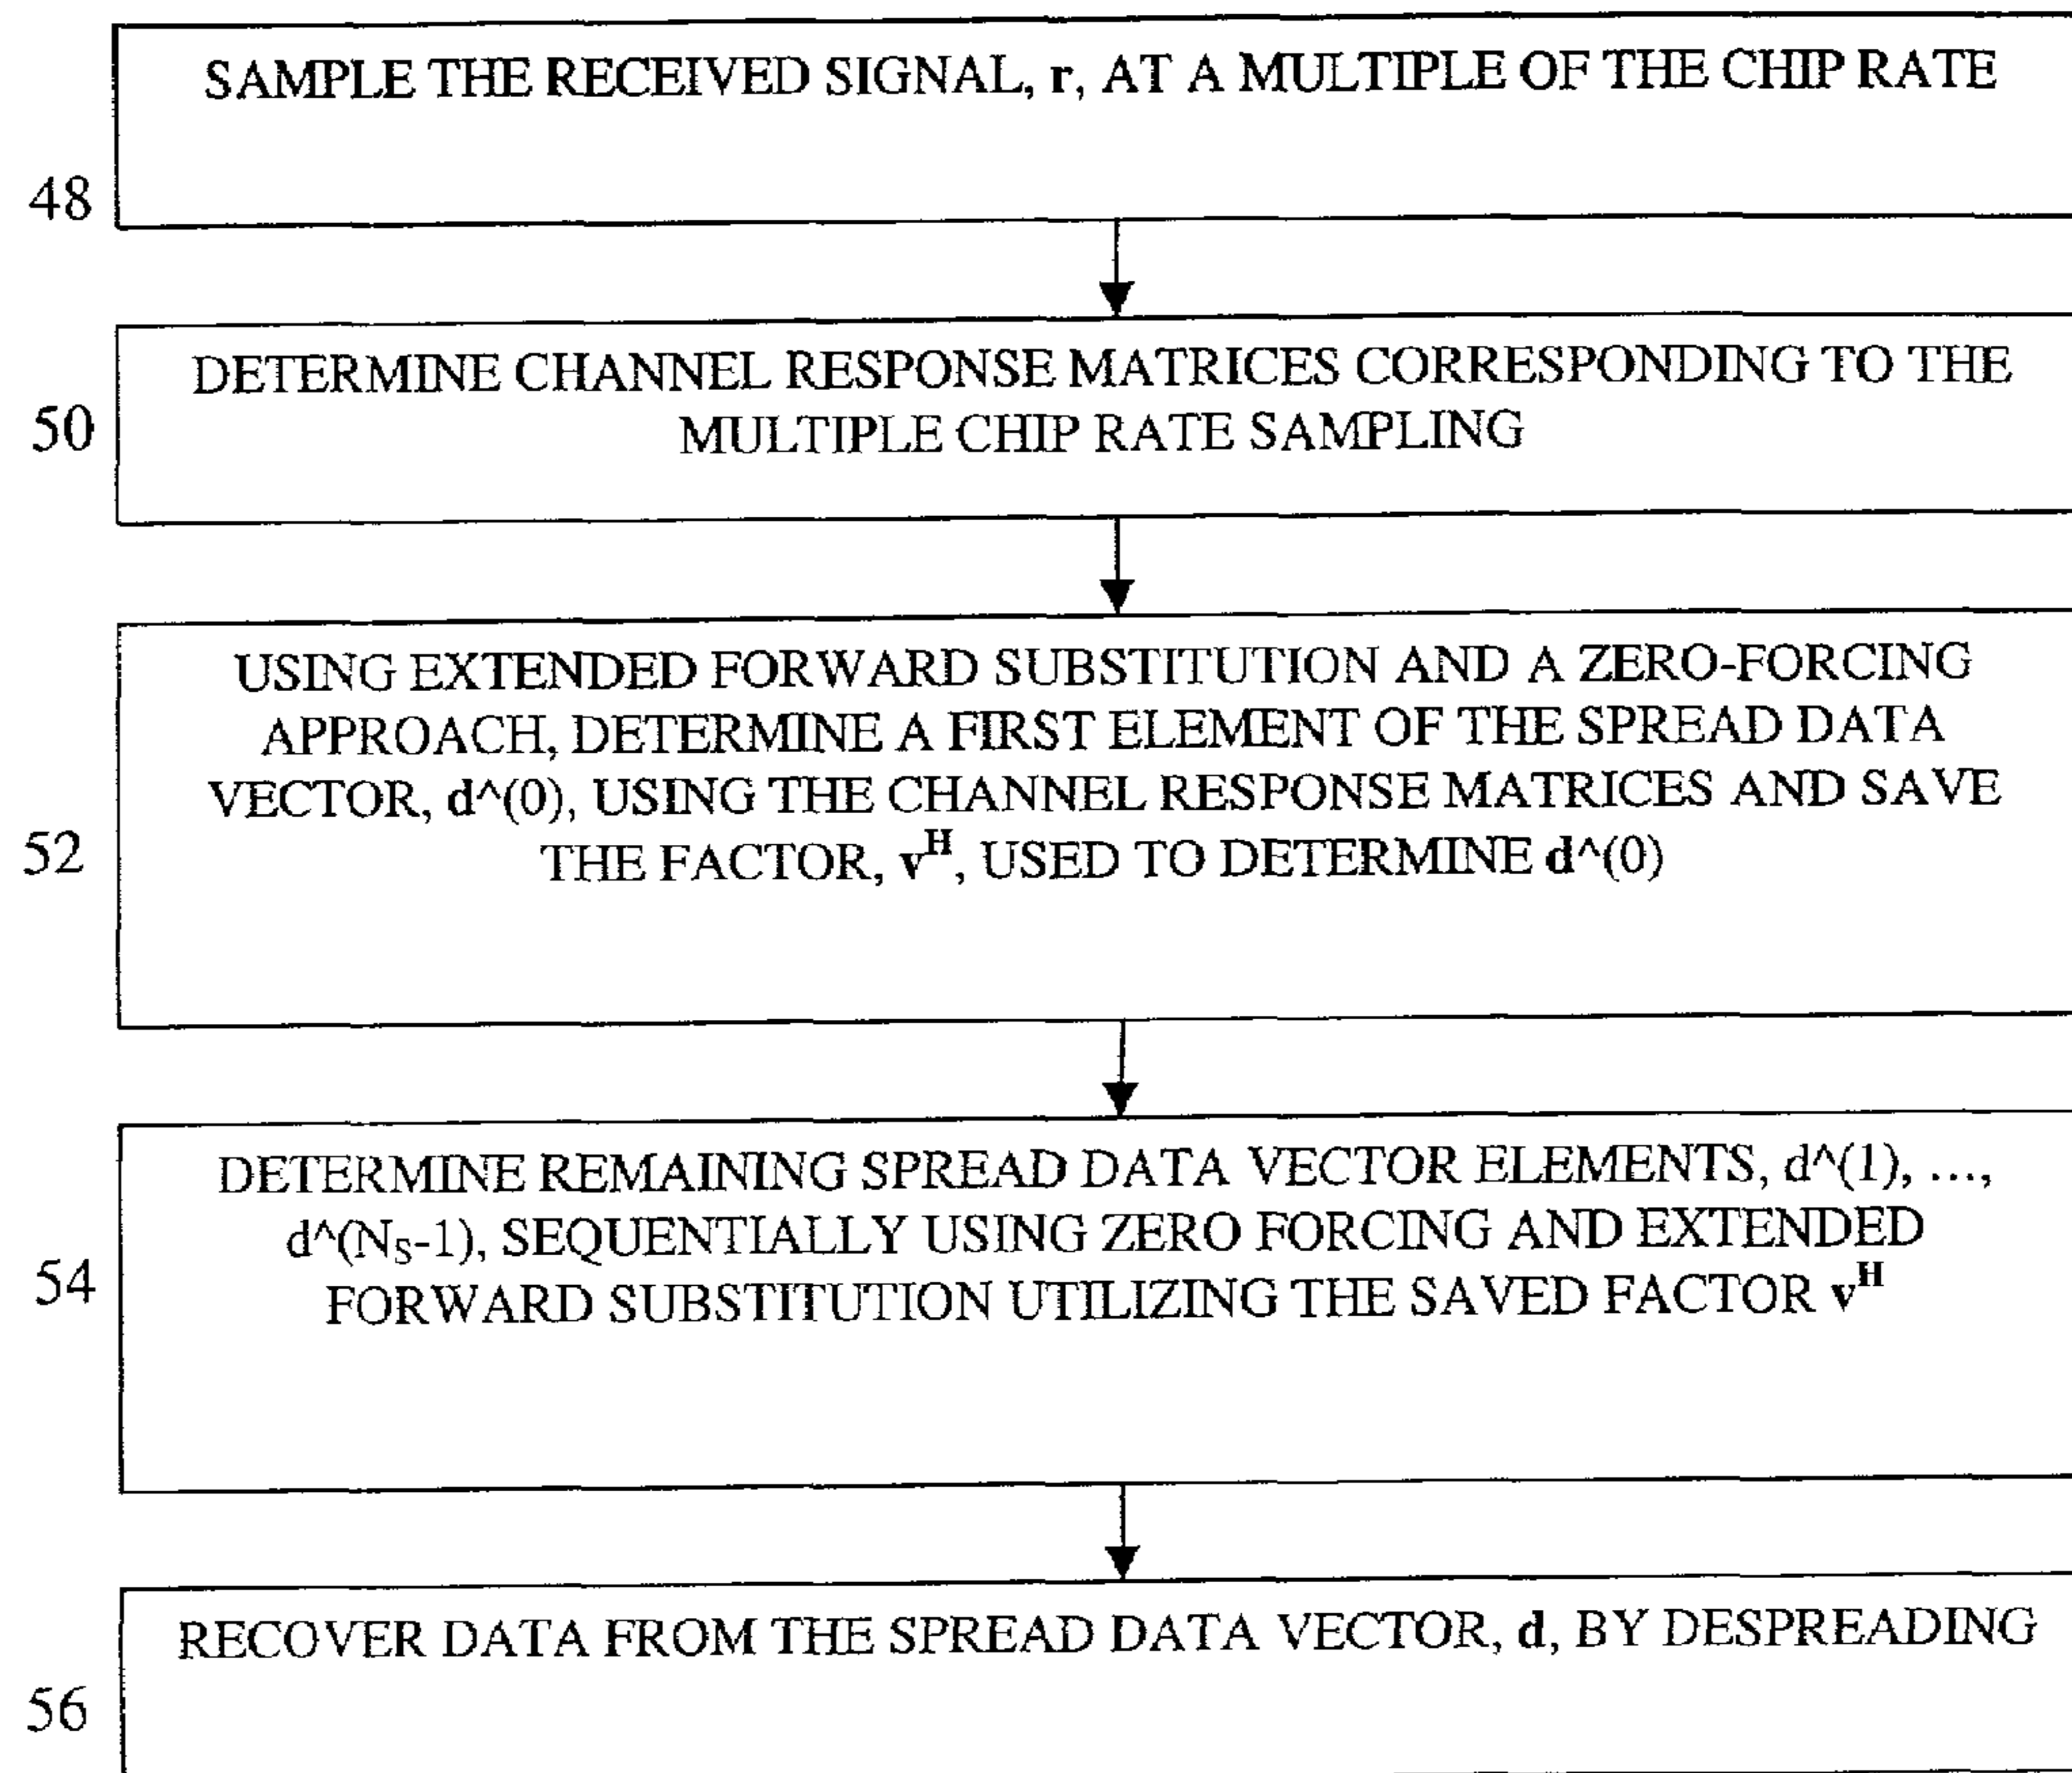 SAMPLE THE RECEIVED SIGNAL, r, AT A MULTIPLE OF THE CHIP RATE
48
DETERMINE CHANNEL RESPONSE MATRICES CORRESPONDING TO THE
MULTIPLE CHIP RATE SAMPLING
50
USING EXTENDED FORWARD SUBSTITUTION AND A ZERO-FORCING
APPROACH, DETERMINE A FIRST ELEMENT OF THE SPREAD DATA
VECTOR, d^(0), USING THE CHANNEL RESPONSE MATRICES AND SAVE
THE FACTOR, v^H, USED TO DETERMINE d^(0)
52
DETERMINE REMAINING SPREAD DATA VECTOR ELEMENTS, d^(1), ...,
d^(N_S-1), SEQUENTIALLY USING ZERO FORCING AND EXTENDED
FORWARD SUBSTITUTION UTILIZING THE SAVED FACTOR v^H
54
RECOVER DATA FROM THE SPREAD DATA VECTOR, d, BY DESPREADING
56